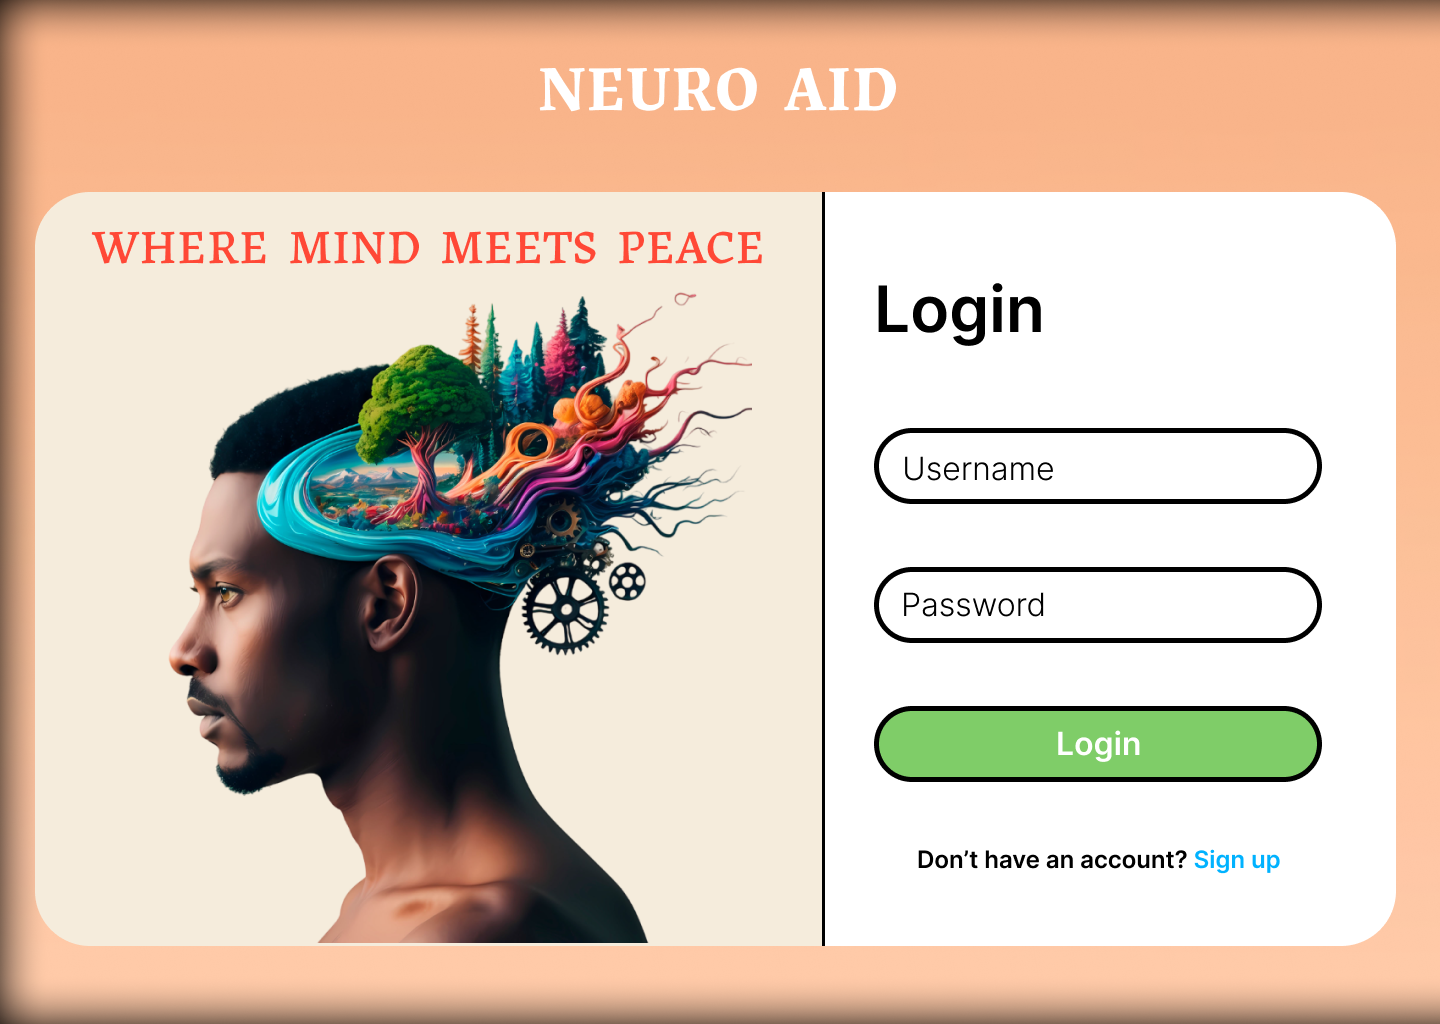 NEURO AID
WHERE MIND MEETS PEACE
Login
Username
Password
Login
Don’t have an account? Sign up